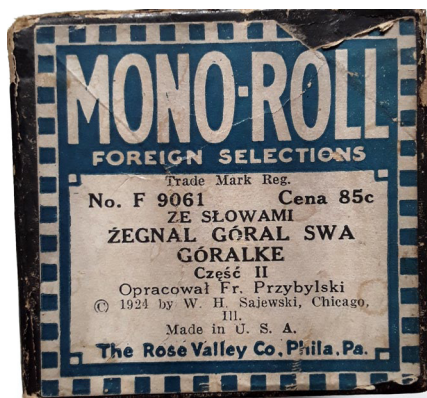 MONO-ROLL
FOREIGN SELECTIONS
Trade Mark Reg.
No. F 9061 Cena 85c
ZE SŁOWAMI
ŻEGNAL GÓRAL SWA
GÓRALKE
Część II
Opracował Fr. Przybylski
© 1924 by W. H. Sajewski, Chicago,
Ill.
Made in U. S. A.
The Rose Valley Co. Phila. Pa.